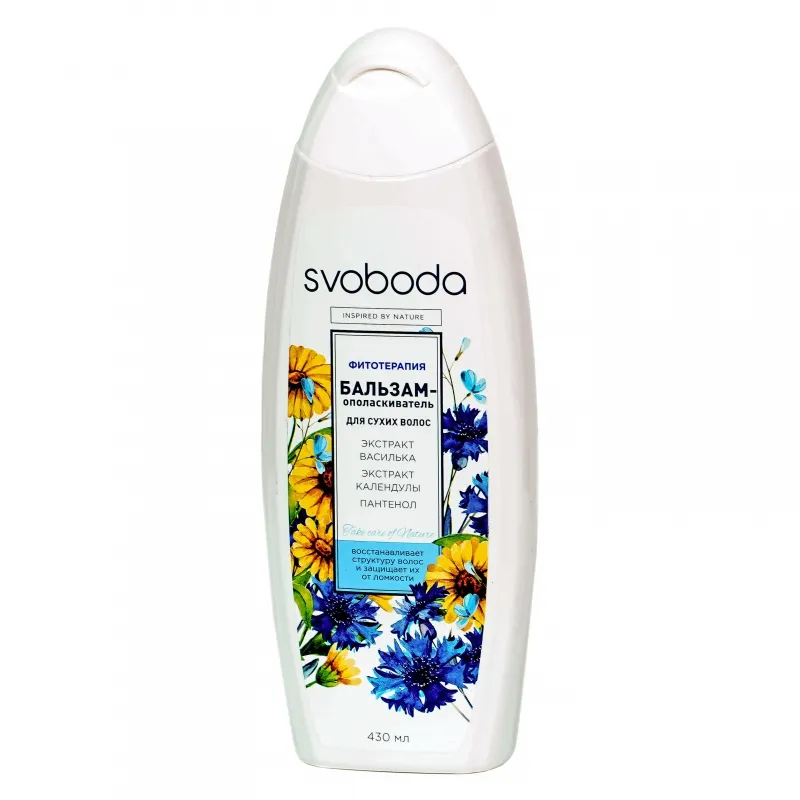 svoboda
INSPIRED BY NATURE
ФИТОТЕРАПИЯ
БАЛЬЗАМ-
ополаскиватель
ДЛЯ СУХИХ ВОЛОС
ЭКСТРАКТ
ВАСИЛЬКА
ЭКСТРАКТ
КАЛЕНДУЛЫ
ПАНТЕНОЛ
Take care of Nature
восстанавливает
структуру волос
и защищает их
от ломкости
430 мл